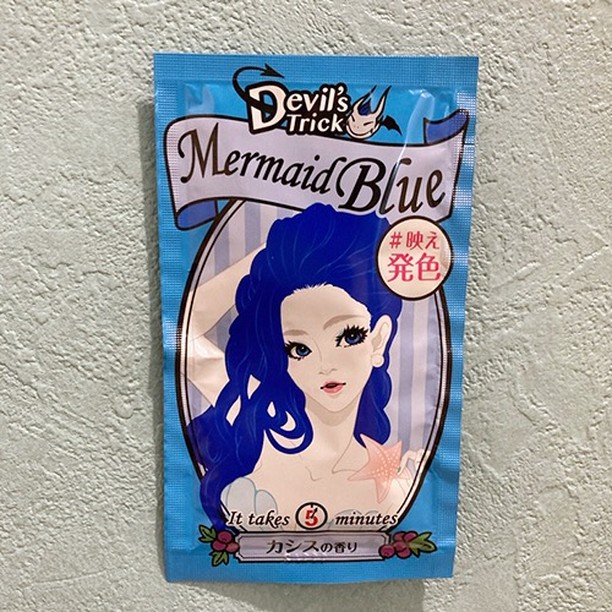 Devil's
Trick
Mermaid Blue
#映え
発色
It takes 5 minutes
カシスの香り